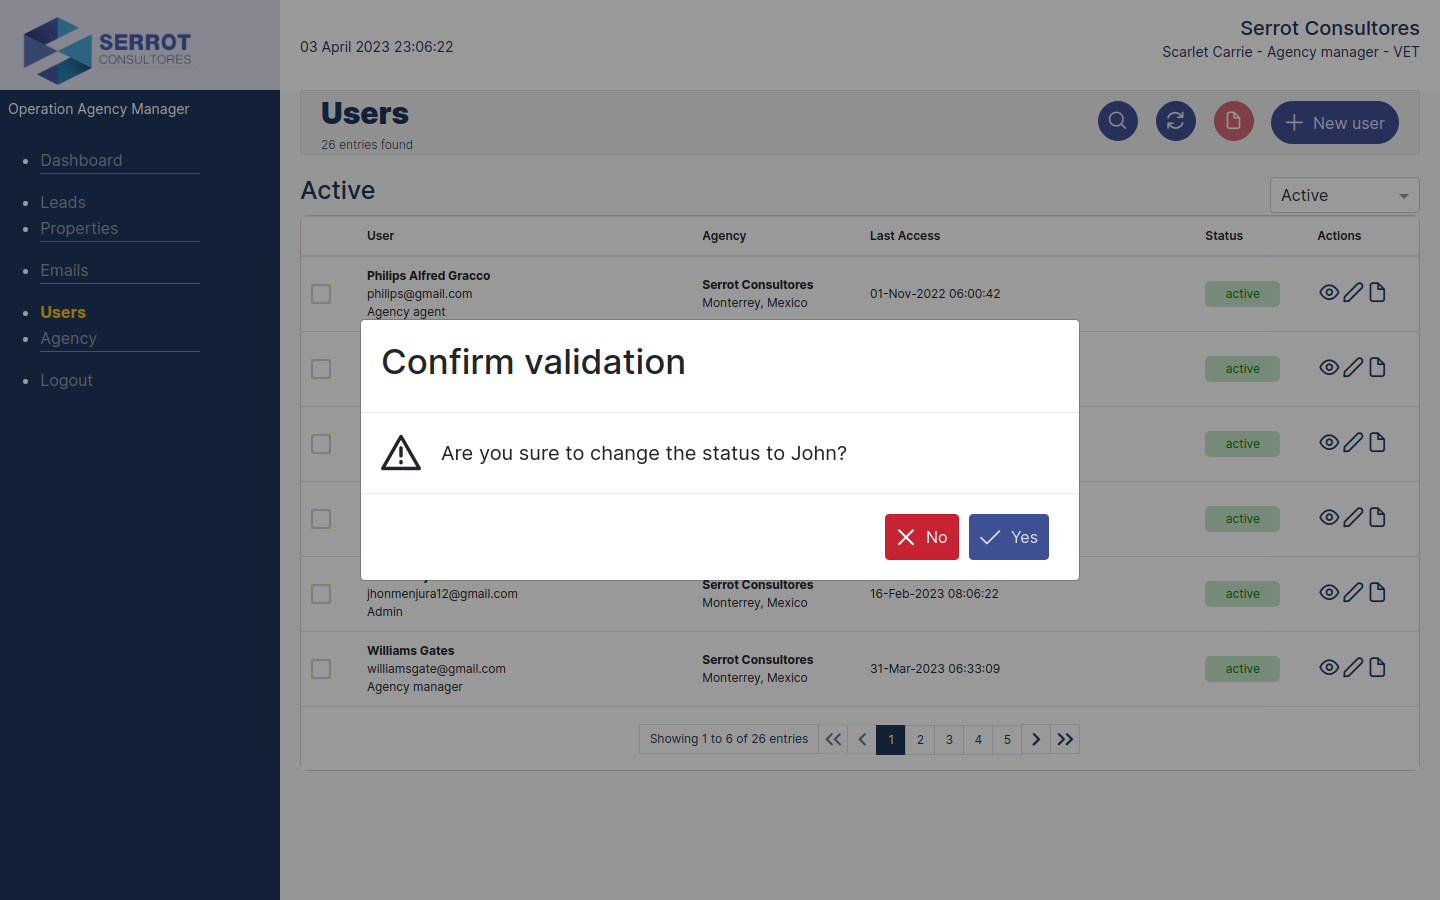 SERROT
CONSULTORES
03 April 2023 23:06:22
Serrot Consultores
Scarlet Carrie - Agency manager - VET
Operation Agency Manager
Dashboard
Leads
Properties
Emails
Users
Agency
Logout
Users
26 entries found
New user
Active
Active
User Agency Last Access Status Actions
Philips Alfred Gracco
philips@gmail.com
Agency agent
Serrot Consultores
Monterrey, Mexico
01-Nov-2022 06:00:42
active
active
active
active
Confirm validation
Are you sure to change the status to John?
No
Yes
jhonmenjura12@gmail.com
Admin
Serrot Consultores
Monterrey, Mexico
16-Feb-2023 08:06:22
active
Williams Gates
williamsgate@gmail.com
Agency manager
Serrot Consultores
Monterrey, Mexico
31-Mar-2023 06:33:09
active
Showing 1 to 6 of 26 entries
1 2 3 4 5